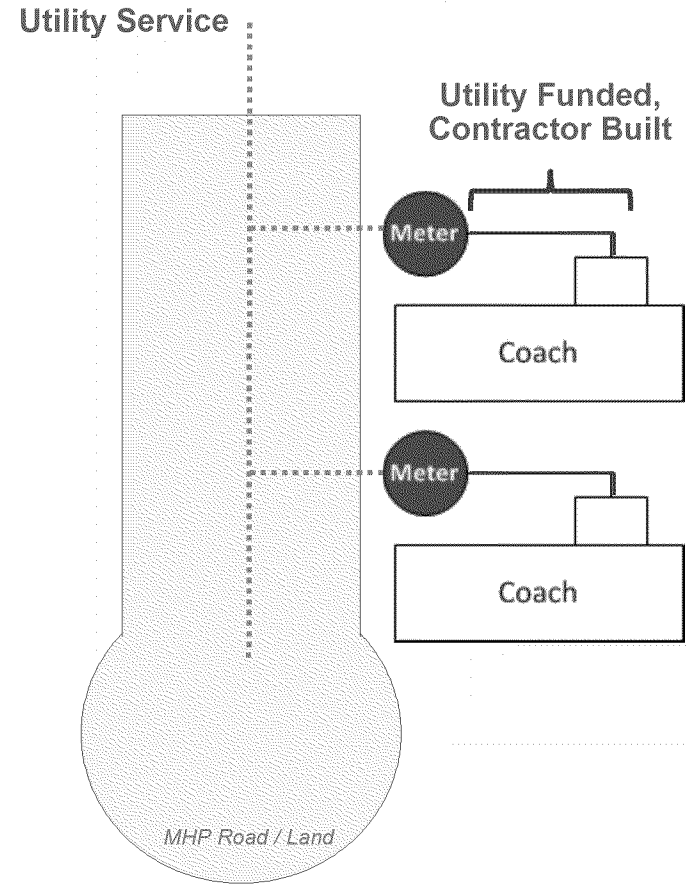 Utility Service
Utility Funded,
Contractor Built
Meter
Coach
Meter
Coach
MHP Road / Land